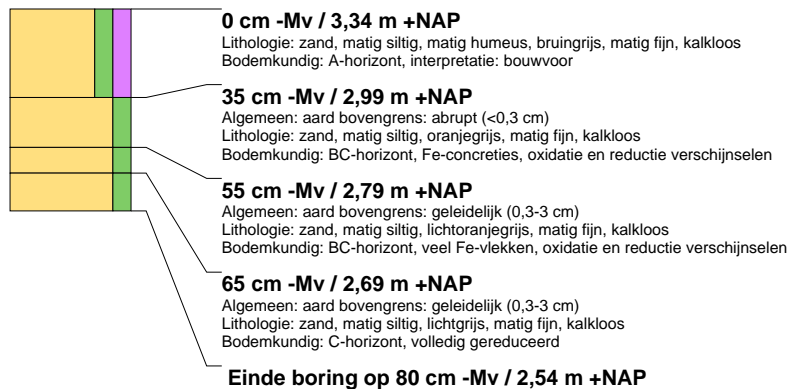 0 cm -Mv / 3,34 m +NAP
Lithologie: zand, matig siltig, matig humeus, bruingrijs, matig fijn, kalkloos
Bodemkundig: A-horizont, interpretatie: bouwvoor
35 cm -Mv / 2,99 m +NAP
Algemeen: aard bovengrens: abrupt (<0,3 cm)
Lithologie: zand, matig siltig, oranjegrijs, matig fijn, kalkloos
Bodemkundig: BC-horizont, Fe-concreties, oxidatie en reductie verschijnselen
55 cm -Mv / 2,79 m +NAP
Algemeen: aard bovengrens: geleidelijk (0,3-3 cm)
Lithologie: zand, matig siltig, lichtoranjegrijs, matig fijn, kalkloos
Bodemkundig: BC-horizont, veel Fe-vlekken, oxidatie en reductie verschijnselen
65 cm -Mv / 2,69 m +NAP
Algemeen: aard bovengrens: geleidelijk (0,3-3 cm)
Lithologie: zand, matig siltig, lichtgrijs, matig fijn, kalkloos
Bodemkundig: C-horizont, volledig gereduceerd
Einde boring op 80 cm -Mv / 2,54 m +NAP